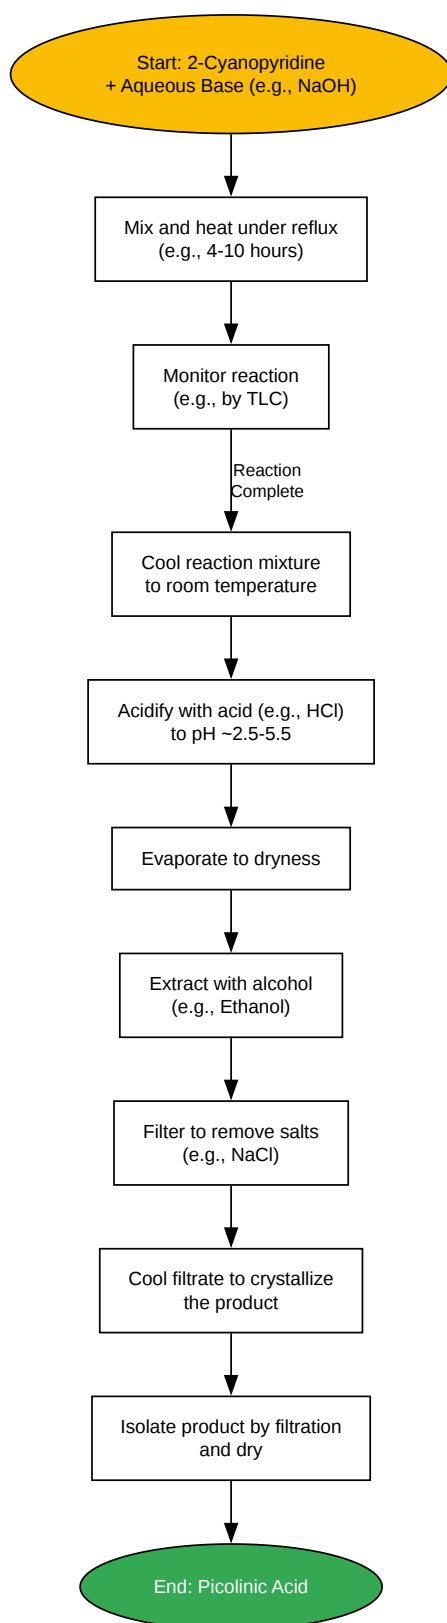 Start: 2-Cyanopyridine
+ Aqueous Base (e.g., NaOH)
Mix and heat under reflux
(e.g., 4-10 hours)
Monitor reaction
(e.g., by TLC)
Reaction
Complete
Cool reaction mixture
to room temperature
Acidify with acid (e.g., HCl)
to pH ~2.5-5.5
Evaporate to dryness
Extract with alcohol
(e.g., Ethanol)
Filter to remove salts
(e.g., NaCl)
Cool filtrate to crystallize
the product
Isolate product by filtration
and dry
End: Picolinic Acid